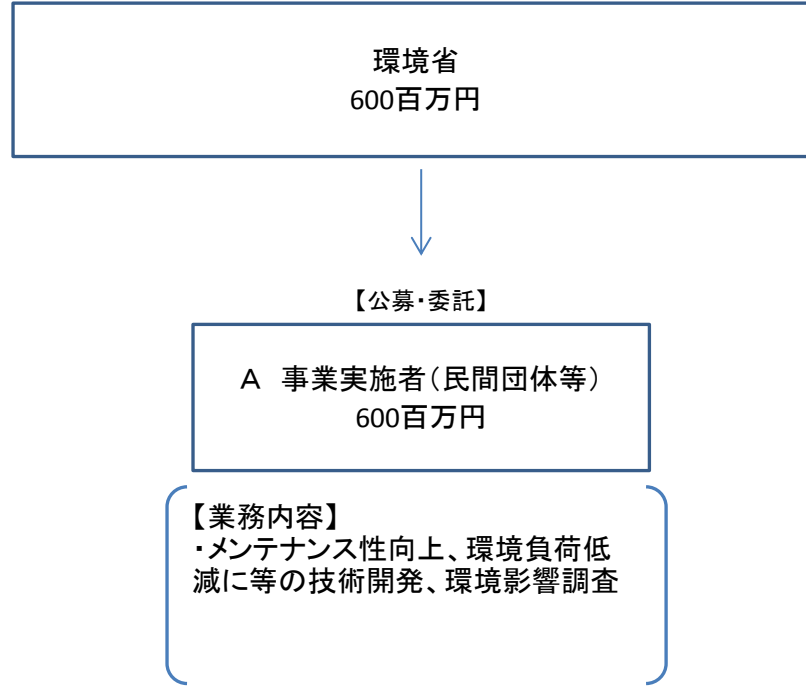 環境省
600百万円
【公募・委託】
Ａ　事業実施者（民間団体等）
600百万円
【業務内容】
・メンテナンス性向上、環境負荷低
減に等の技術開発、環境影響調査